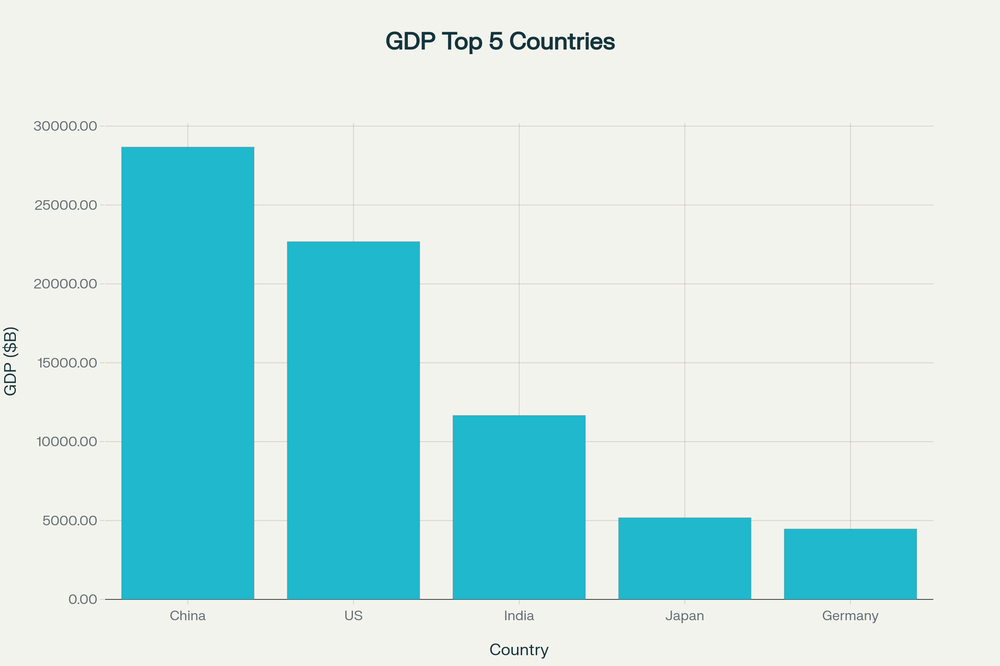 GDP Top 5 Countries
GDP ($B)
30000.00
25000.00
20000.00
15000.00
10000.00
5000.00
0.00
China
US
India
Japan
Germany
Country